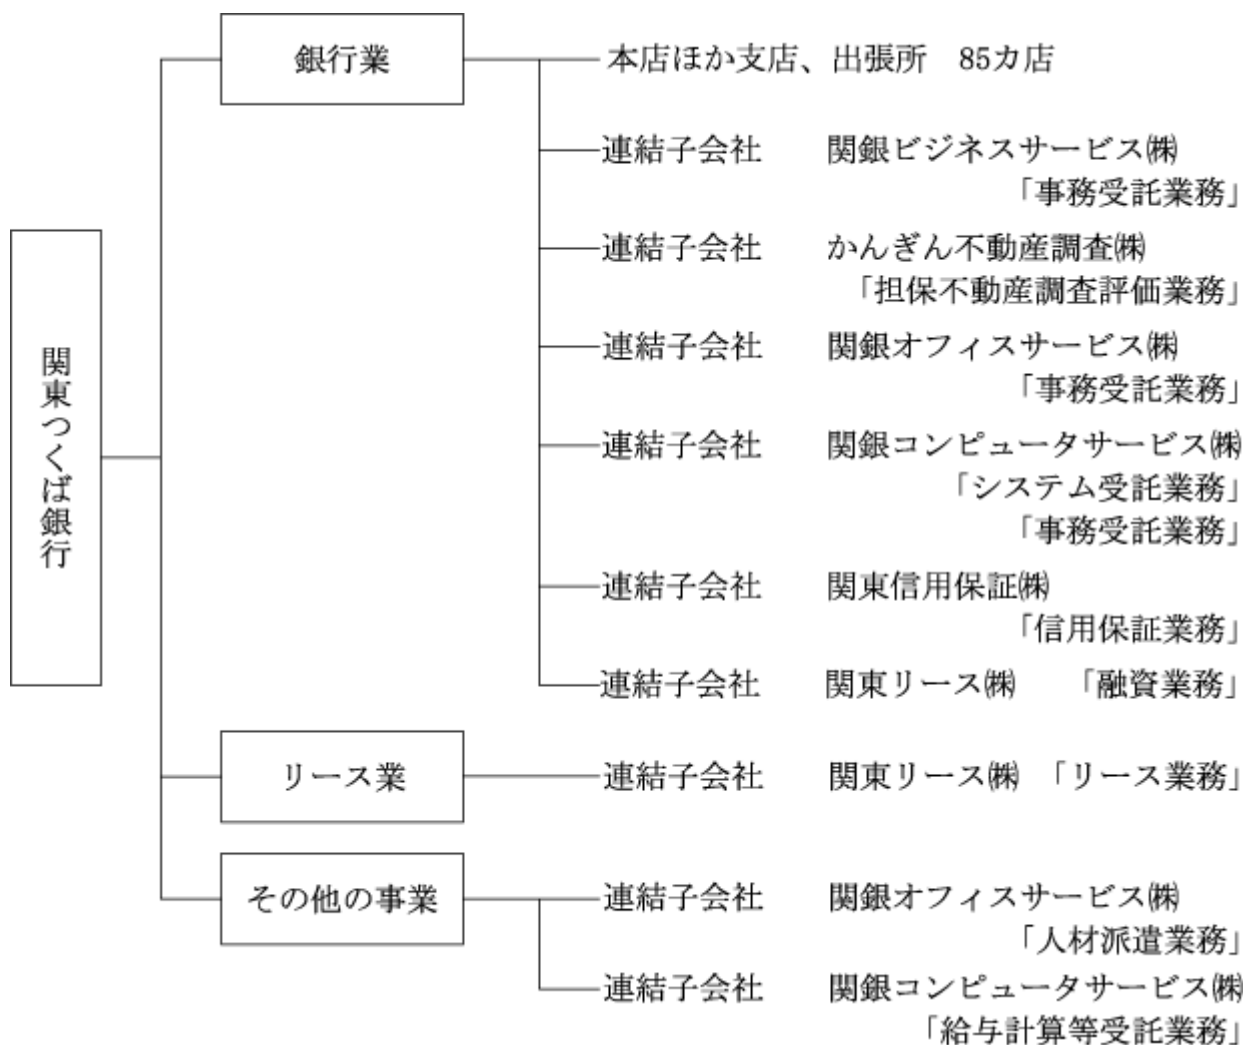 銀行業
本店ほか支店、出張所　85カ店
連結子会社　関銀ビジネスサービス㈱
「事務受託業務」
連結子会社　かんぎん不動産調査㈱
「担保不動産調査評価業務」
連結子会社　関銀オフィスサービス㈱
「事務受託業務」
関東つくば銀行
連結子会社　関銀コンピュータサービス㈱
「システム受託業務」
「事務受託業務」
連結子会社　関東信用保証㈱
「信用保証業務」
連結子会社　関東リース㈱　「融資業務」
リース業
連結子会社　関東リース㈱　「リース業務」
その他の事業
連結子会社　関銀オフィスサービス㈱
「人材派遣業務」
連結子会社　関銀コンピュータサービス㈱
「給与計算等受託業務」